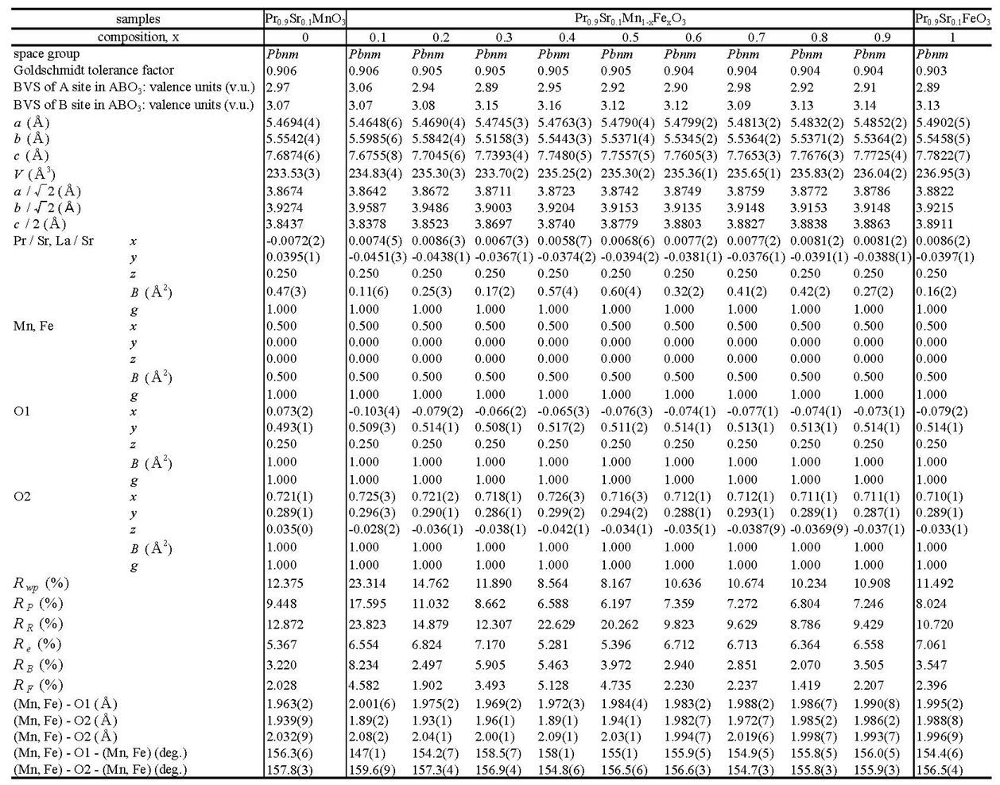 samples Pr0.9Sr0.1MnO3 Pr0.9Sr0.1Mn1-xFexO3 Pr0.9Sr0.1FeO3
composition, x 0 0.1 0.2 0.3 0.4 0.5 0.6 0.7 0.8 0.9 1
space group Pbnm Pbnm Pbnm Pbnm Pbnm Pbnm Pbnm Pbnm Pbnm Pbnm Pbnm
Goldschmidt tolerance factor 0.906 0.906 0.905 0.905 0.905 0.905 0.904 0.904 0.904 0.904 0.903
BVS of A site in ABO3: valence units (v.u.) 2.97 3.06 2.94 2.89 2.95 2.92 2.90 2.98 2.92 2.91 2.89
BVS of B site in ABO3: valence units (v.u.) 3.07 3.07 3.08 3.15 3.16 3.12 3.12 3.09 3.13 3.14 3.13
a (Å) 5.4694(4) 5.4648(6) 5.4690(4) 5.4745(3) 5.4763(3) 5.4790(4) 5.4799(2) 5.4813(2) 5.4832(2) 5.4852(2) 5.4902(5)
b (Å) 5.5542(4) 5.5985(6) 5.5842(4) 5.5158(3) 5.5443(3) 5.5371(4) 5.5345(2) 5.5364(2) 5.5371(2) 5.5364(2) 5.5458(5)
c (Å) 7.6874(6) 7.6755(8) 7.7045(6) 7.7394(4) 7.7480(5) 7.7557(5) 7.7605(3) 7.7653(3) 7.7676(3) 7.7725(4) 7.7822(7)
V (Å3) 233.53(3) 234.83(4) 235.30(3) 233.70(2) 235.25(2) 235.30(2) 235.36(1) 235.65(1) 235.83(2) 236.04(2) 236.95(3)
a / √2 (Å) 3.8674 3.8642 3.8672 3.8711 3.8723 3.8742 3.8749 3.8759 3.8772 3.8786 3.8822
b / √2 (Å) 3.9274 3.9587 3.9486 3.9003 3.9204 3.9153 3.9135 3.9148 3.9153 3.9148 3.9215
c / 2 (Å) 3.8437 3.8378 3.8523 3.8697 3.8740 3.8779 3.8803 3.8827 3.8838 3.8863 3.8911
Pr / Sr, La / Sr x -0.0072(2) 0.0074(5) 0.0086(3) 0.0067(3) 0.0058(7) 0.0068(6) 0.0077(2) 0.0077(2) 0.0081(2) 0.0081(2) 0.0086(2)
y 0.0395(1) -0.0451(3) -0.0438(1) -0.0367(1) -0.0374(2) -0.0394(2) -0.0381(1) -0.0376(1) -0.0391(1) -0.0388(1) -0.0397(1)
z 0.250 0.250 0.250 0.250 0.250 0.250 0.250 0.250 0.250 0.250 0.250
B (Å2) 0.47(3) 0.11(6) 0.25(3) 0.17(2) 0.57(4) 0.60(4) 0.32(2) 0.41(2) 0.42(2) 0.27(2) 0.16(2)
g 1.000 1.000 1.000 1.000 1.000 1.000 1.000 1.000 1.000 1.000 1.000
Mn, Fe x 0.500 0.500 0.500 0.500 0.500 0.500 0.500 0.500 0.500 0.500 0.500
y 0.000 0.000 0.000 0.000 0.000 0.000 0.000 0.000 0.000 0.000 0.000
z 0.000 0.000 0.000 0.000 0.000 0.000 0.000 0.000 0.000 0.000 0.000
B (Å2) 0.500 0.500 0.500 0.500 0.500 0.500 0.500 0.500 0.500 0.500 0.500
g 1.000 1.000 1.000 1.000 1.000 1.000 1.000 1.000 1.000 1.000 1.000
O1 x 0.073(2) -0.103(4) -0.079(2) -0.066(2) -0.065(3) -0.076(3) -0.074(1) -0.077(1) -0.074(1) -0.073(1) -0.079(2)
y 0.493(1) 0.509(3) 0.514(1) 0.508(1) 0.517(2) 0.511(2) 0.514(1) 0.513(1) 0.513(1) 0.514(1) 0.514(1)
z 0.250 0.250 0.250 0.250 0.250 0.250 0.250 0.250 0.250 0.250 0.250
B (Å2) 1.000 1.000 1.000 1.000 1.000 1.000 1.000 1.000 1.000 1.000 1.000
g 1.000 1.000 1.000 1.000 1.000 1.000 1.000 1.000 1.000 1.000 1.000
O2 x 0.721(1) 0.725(3) 0.721(2) 0.718(1) 0.726(3) 0.716(3) 0.712(1) 0.712(1) 0.711(1) 0.711(1) 0.710(1)
y 0.289(1) 0.296(3) 0.290(1) 0.286(1) 0.299(2) 0.294(2) 0.288(1) 0.293(1) 0.289(1) 0.287(1) 0.289(1)
z 0.035(0) -0.028(2) -0.036(1) -0.038(1) -0.042(1) -0.034(1) -0.035(1) -0.0387(9) -0.0369(9) -0.037(1) -0.033(1)
B (Å2) 1.000 1.000 1.000 1.000 1.000 1.000 1.000 1.000 1.000 1.000 1.000
g 1.000 1.000 1.000 1.000 1.000 1.000 1.000 1.000 1.000 1.000 1.000
Rwp (%) 12.375 23.314 14.762 11.890 8.564 8.167 10.636 10.674 10.234 10.908 11.492
RP (%) 9.448 17.595 11.032 8.662 6.588 6.197 7.359 7.272 6.804 7.246 8.024
RR (%) 12.872 23.823 14.879 12.307 22.629 20.262 9.823 9.629 8.786 9.429 10.720
Re (%) 5.367 6.554 6.824 7.170 5.281 5.396 6.712 6.713 6.364 6.558 7.061
RB (%) 3.220 8.234 2.497 5.905 5.463 3.972 2.940 2.851 2.070 3.505 3.547
RF (%) 2.028 4.582 1.902 3.493 5.128 4.735 2.230 2.237 1.419 2.207 2.396
(Mn, Fe) - O1 (Å) 1.963(2) 2.001(6) 1.975(2) 1.969(2) 1.972(3) 1.984(4) 1.983(2) 1.988(2) 1.986(7) 1.990(8) 1.995(2)
(Mn, Fe) - O2 (Å) 1.939(9) 1.89(2) 1.93(1) 1.96(1) 1.89(1) 1.94(1) 1.982(7) 1.972(7) 1.985(2) 1.986(2) 1.988(8)
(Mn, Fe) - O2 (Å) 2.032(9) 2.08(2) 2.04(1) 2.00(1) 2.09(1) 2.03(1) 1.994(7) 2.019(6) 1.998(7) 1.993(7) 1.996(9)
(Mn, Fe) - O1 - (Mn, Fe) (deg.) 156.3(6) 147(1) 154.2(7) 158.5(7) 158(1) 155(1) 155.9(5) 154.9(5) 155.8(5) 156.0(5) 154.4(6)
(Mn, Fe) - O2 - (Mn, Fe) (deg.) 157.8(3) 159.6(9) 157.3(4) 156.9(4) 154.8(6) 156.5(6) 156.6(3) 154.7(3) 155.8(3) 155.9(3) 156.5(4)